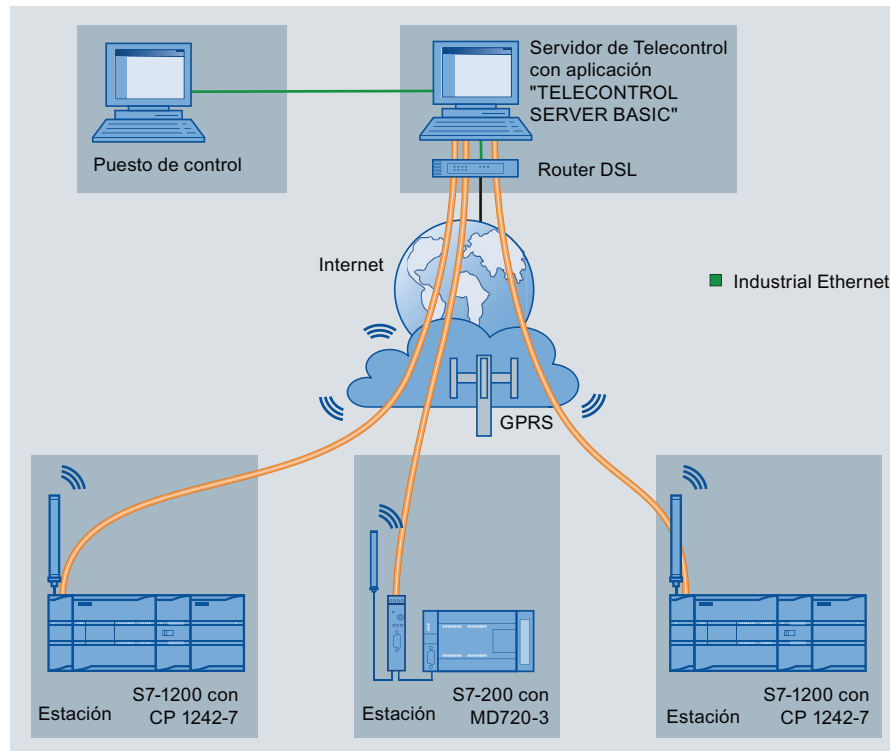 Puesto de control
Servidor de Telecontrol
con aplicación
"TELECONTROL
SERVER BASIC"
Router DSL
Internet
Industrial Ethernet
GPRS
Estación
S7-1200 con
CP 1242-7
Estación
S7-200 con
MD720-3
Estación
S7-1200 con
CP 1242-7